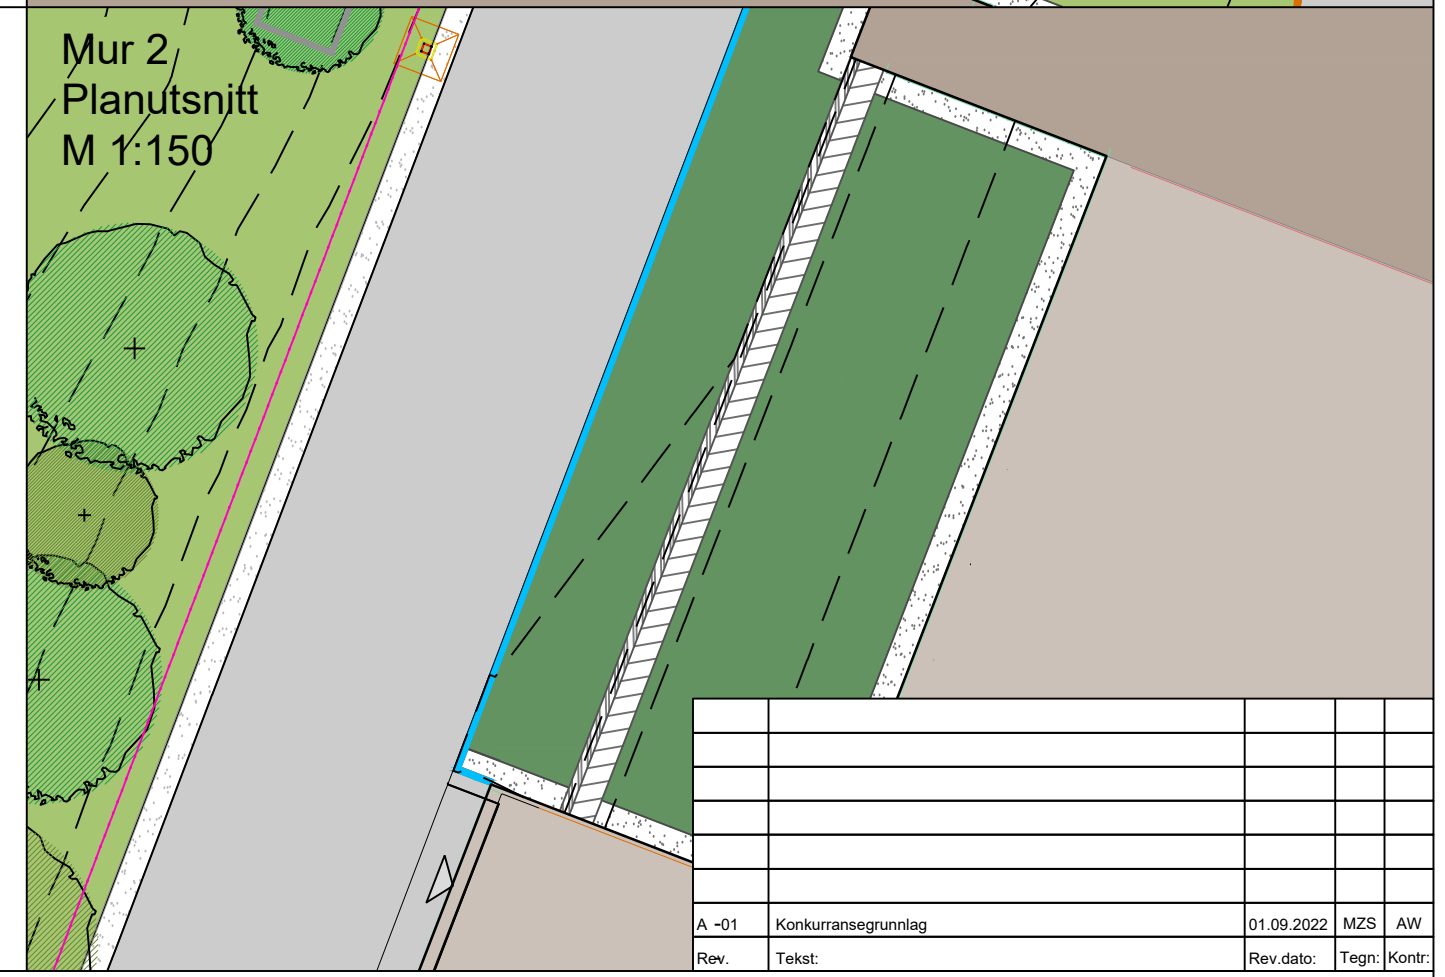 Mur 2
Planutsnitt
M 1:150
A -01 Konkurransegrunnlag 01.09.2022 MZS AW
Rev. Tekst: Rev.dato: Tegn: Kontr: